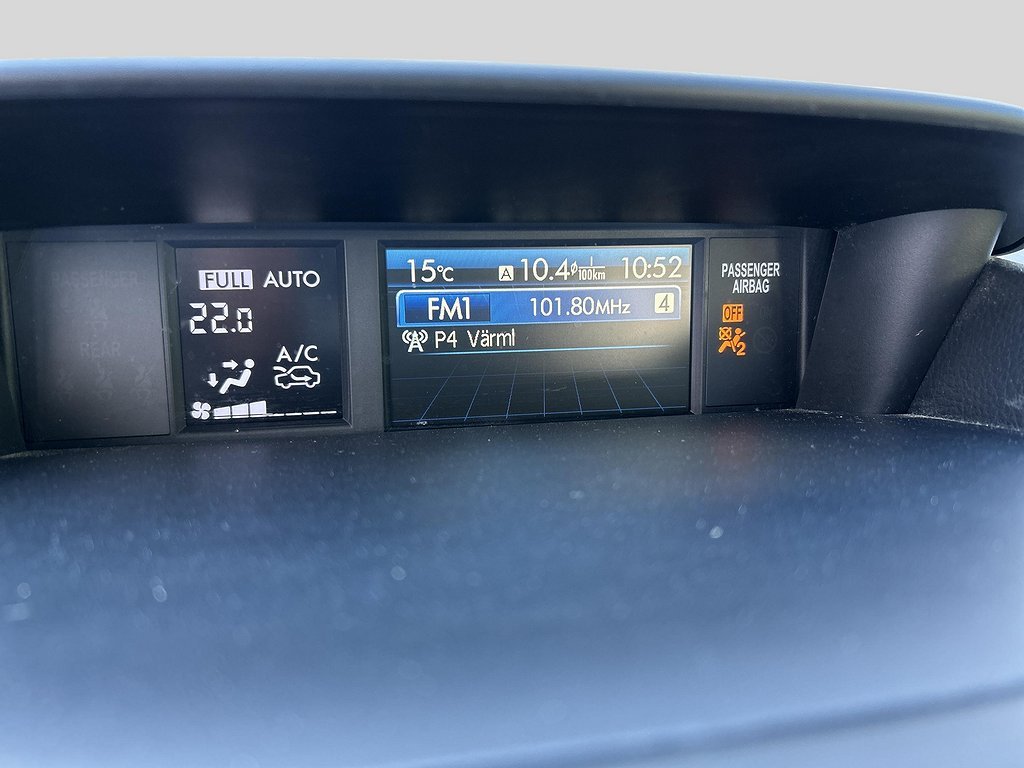 FULL AUTO
22.0
A/C
15°C A 10.4 ⌀ l/100km 10:52
FM1 101.80MHz 4
P4 Värml
PASSENGER
AIRBAG
OFF
2